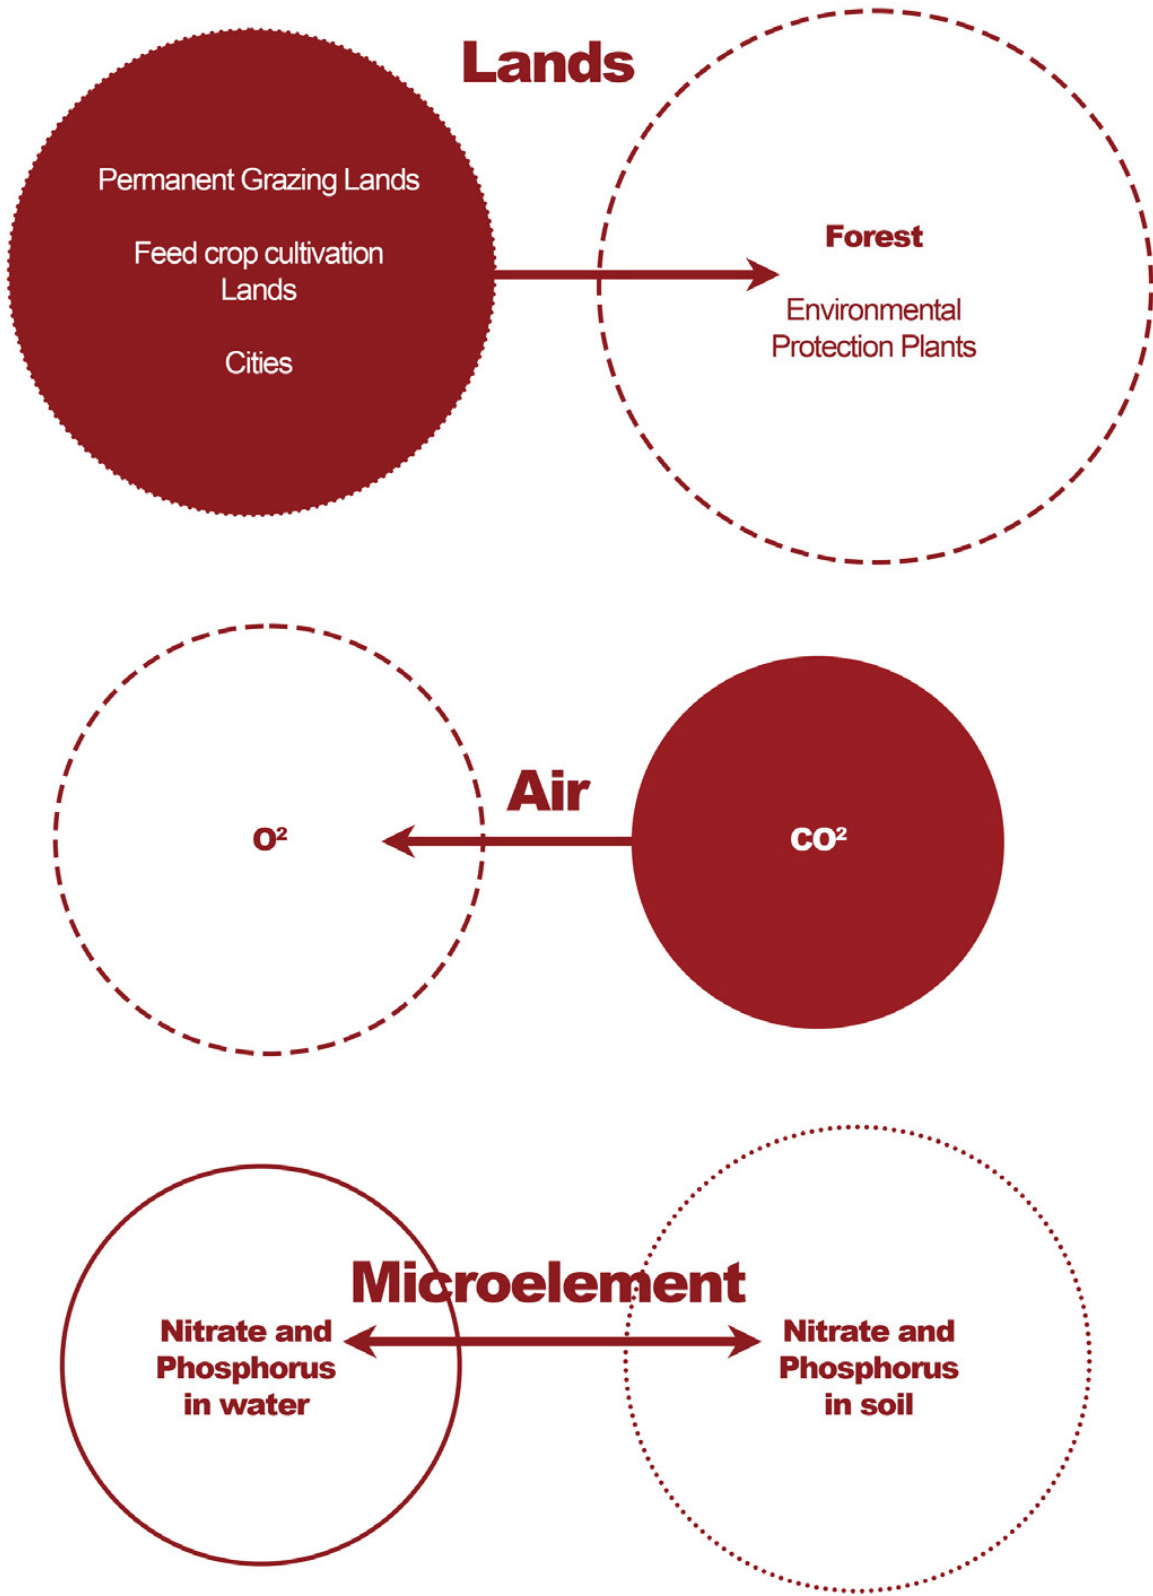 Lands
Permanent Grazing Lands
Feed crop cultivation
Lands
Cities
Forest
Environmental
Protection Plants
Air
O²
CO²
Microelement
Nitrate and
Phosphorus
in water
Nitrate and
Phosphorus
in soil